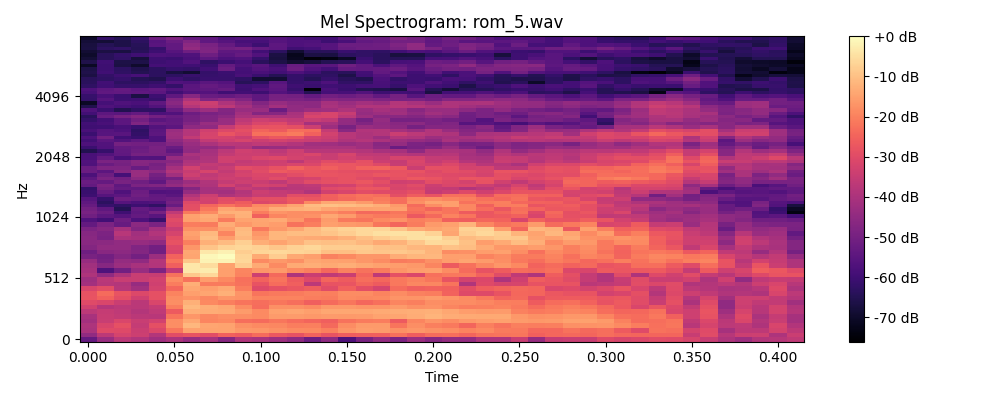 Mel Spectrogram: rom_5.wav
Hz
4096
2048
1024
512
0
0.000 0.050 0.100 0.150 0.200 0.250 0.300 0.350 0.400
Time
+0 dB
-10 dB
-20 dB
-30 dB
-40 dB
-50 dB
-60 dB
-70 dB